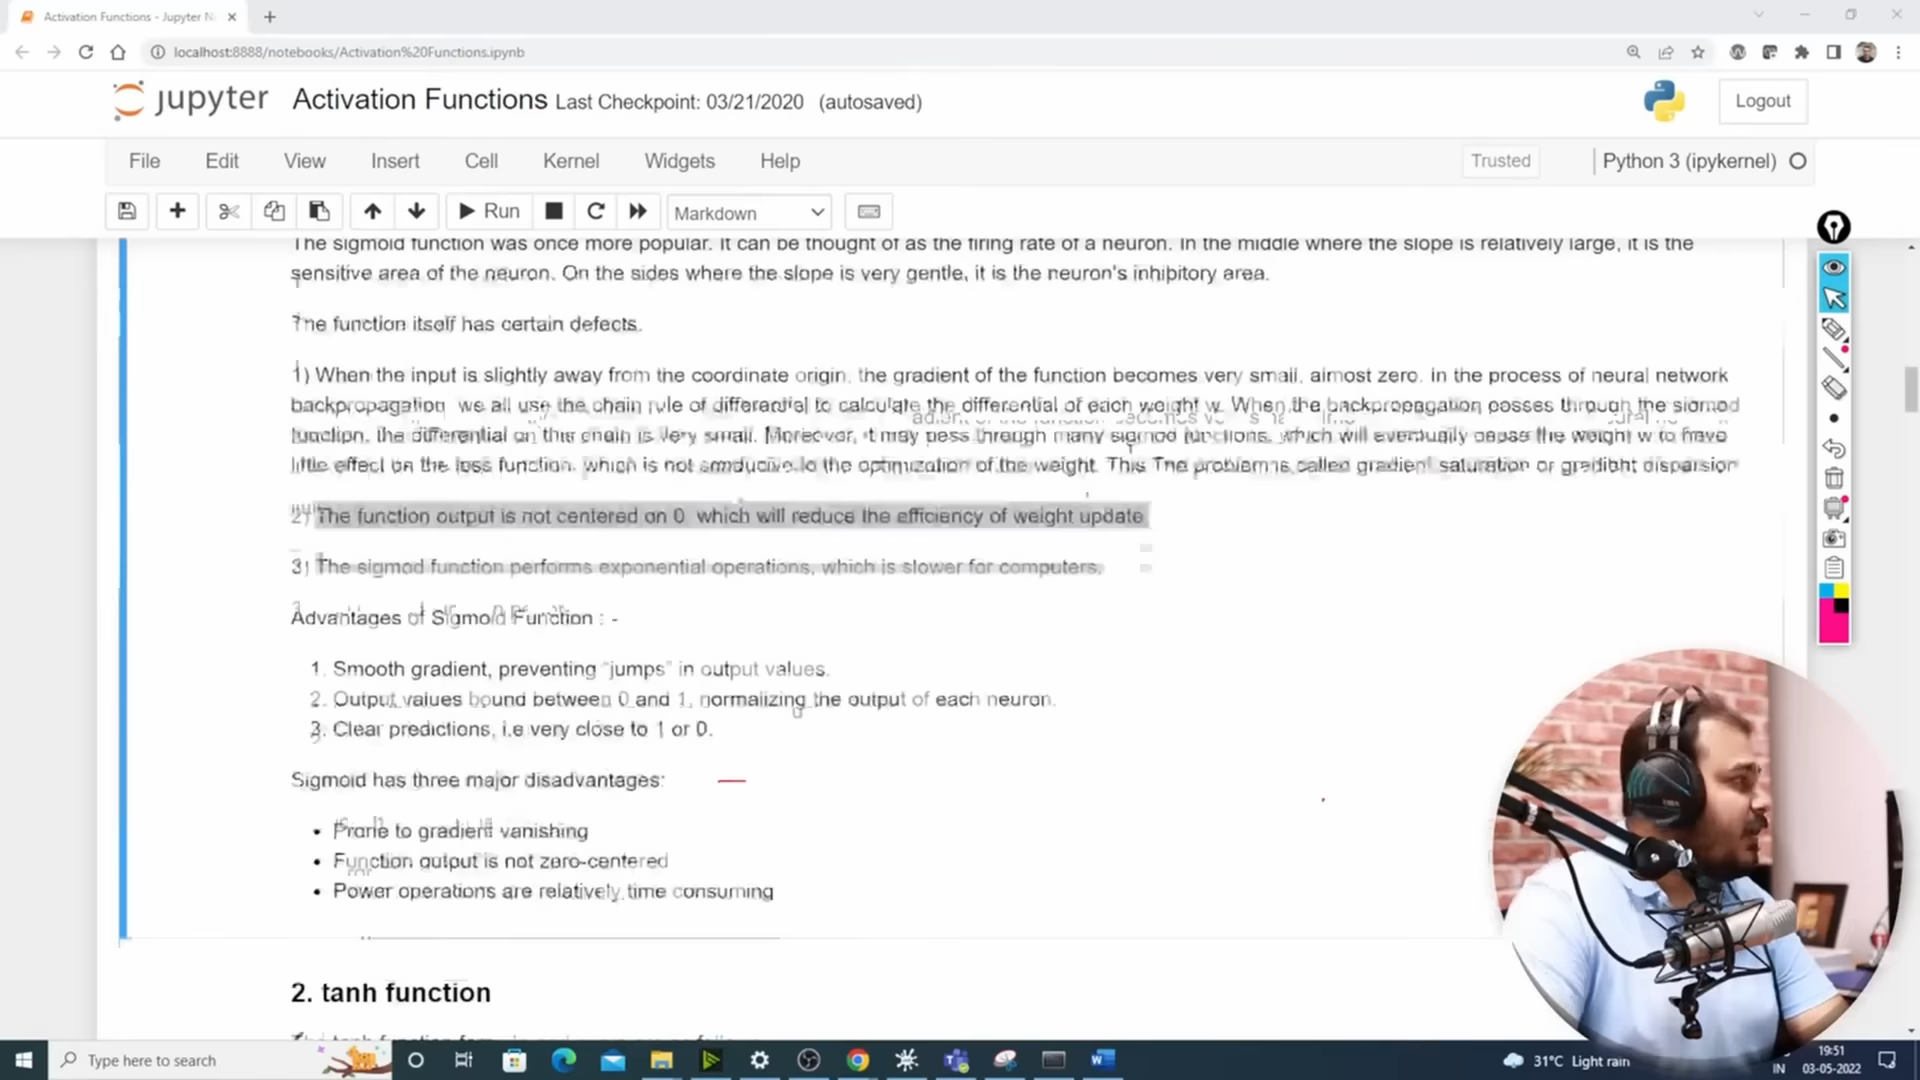 Activation Functions - Jupyter N
localhost:8888/notebooks/Activation%20Functions.ipynb
jupyter Activation Functions Last Checkpoint: 03/21/2020 (autosaved)
Logout
File Edit View Insert Cell Kernel Widgets Help
Trusted
Python 3 (ipykernel)
Run
Markdown
The sigmoid function was once more popular. It can be thought of as the firing rate of a neuron. In the middle where the slope is relatively large, it is the
sensitive area of the neuron. On the sides where the slope is very gentle, it is the neuron's inhibitory area.
The function itself has certain defects.
1) When the input is slightly away from the coordinate origin, the gradient of the function becomes very small, almost zero. In the process of neural network
backpropagation, we all use the chain rule of differential to calculate the differential of each weight w. When the backpropagation passes through the sigmoid
function, the differential on this chain is very small. Moreover, it may pass through many sigmoid functions, which will eventually cause the weight w to have
little effect on the loss function, which is not conducive to the optimization of the weight. This The problem is called gradient saturation or gradient dispersion
2) The function output is not centered on 0, which will reduce the efficiency of weight update
3) The sigmod function performs exponential operations, which is slower for computers.
Advantages of Sigmoid Function : -
1. Smooth gradient, preventing "jumps" in output values.
2. Output values bound between 0 and 1, normalizing the output of each neuron.
3. Clear predictions, i.e very close to 1 or 0.
Sigmoid has three major disadvantages:
• Prone to gradient vanishing
• Function output is not zero-centered
• Power operations are relatively time consuming
2. tanh function
Type here to search
31°C Light rain
19:51
IN 03-05-2022